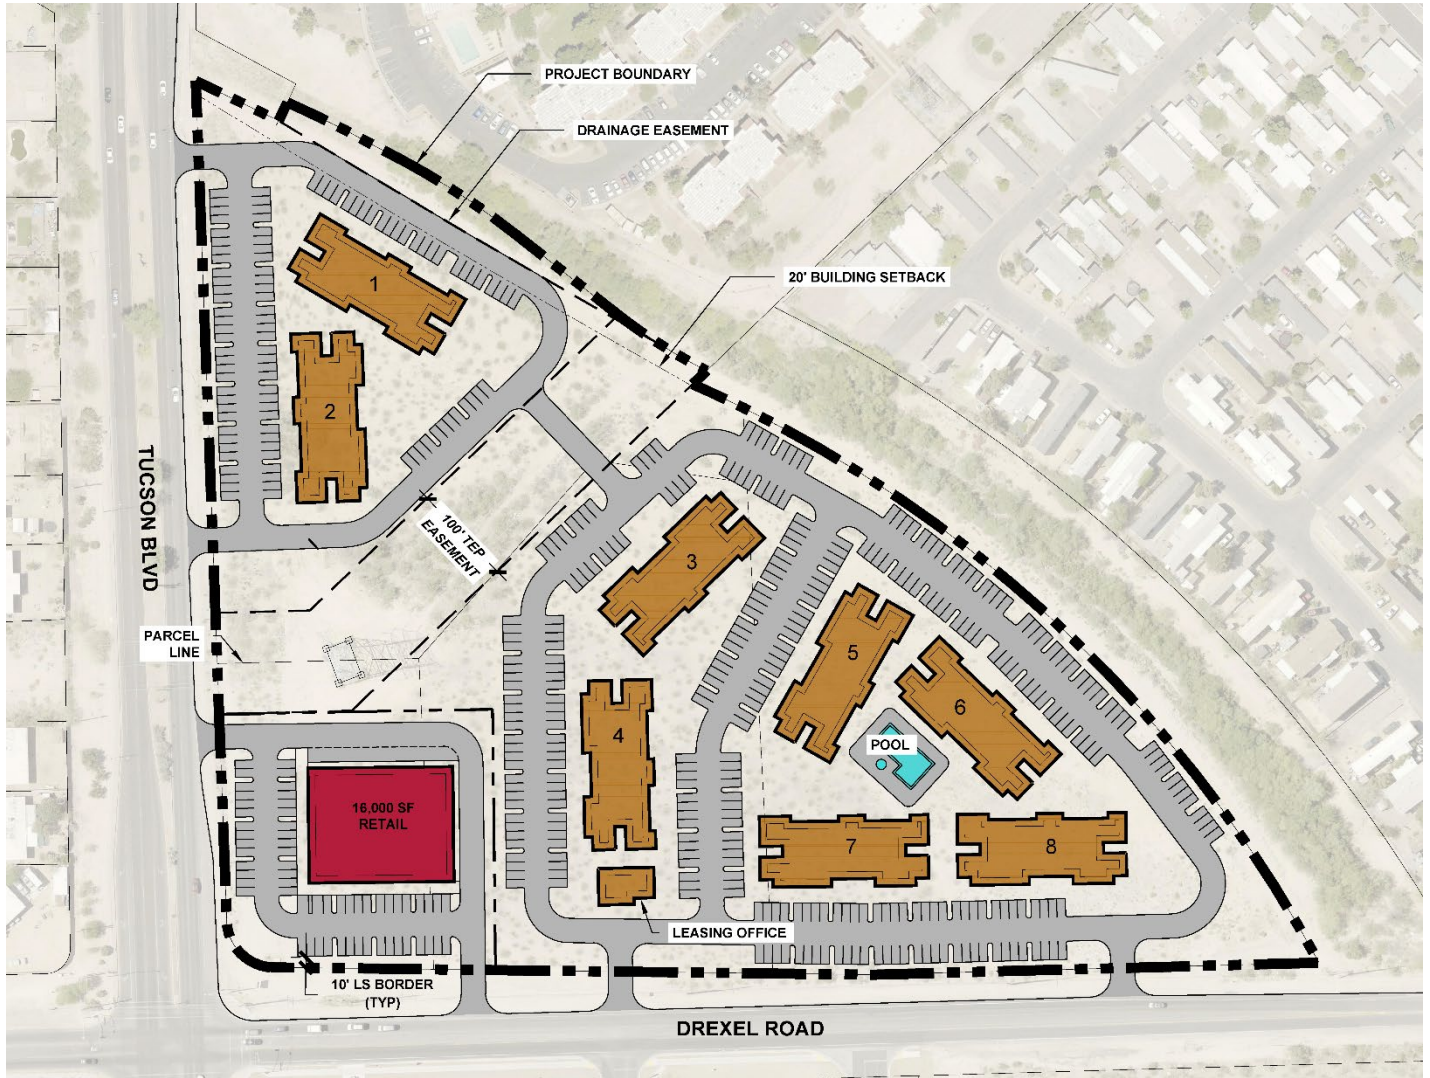 PROJECT BOUNDARY
DRAINAGE EASEMENT
20' BUILDING SETBACK
1
2
TUCSON BLVD
100' TEP
EASEMENT
3
PARCEL
LINE
5
6
4
POOL
16,000 SF
RETAIL
7
8
LEASING OFFICE
10' LS BORDER
(TYP)
DREXEL ROAD